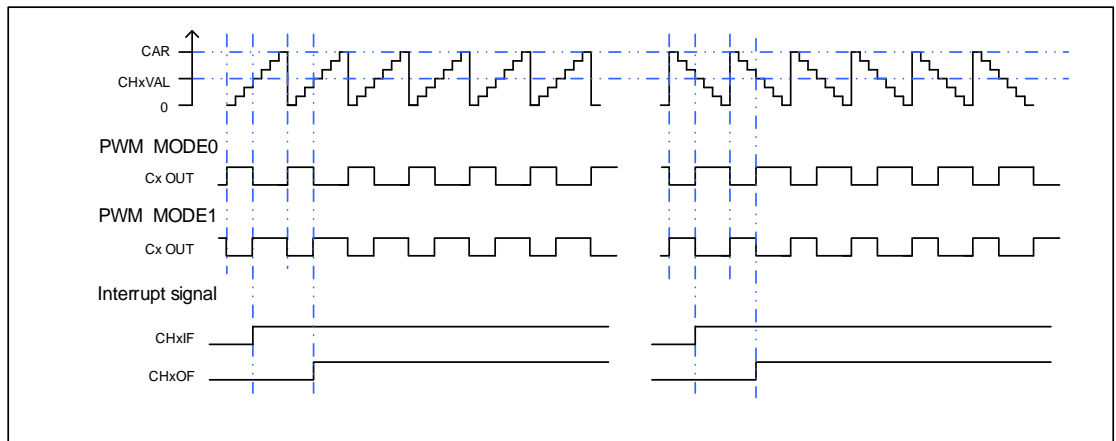 CAR
CHxVAL
0
PWM MODE0
Cx OUT
PWM MODE1
Cx OUT
Interrupt signal
CHxIF
CHxOF